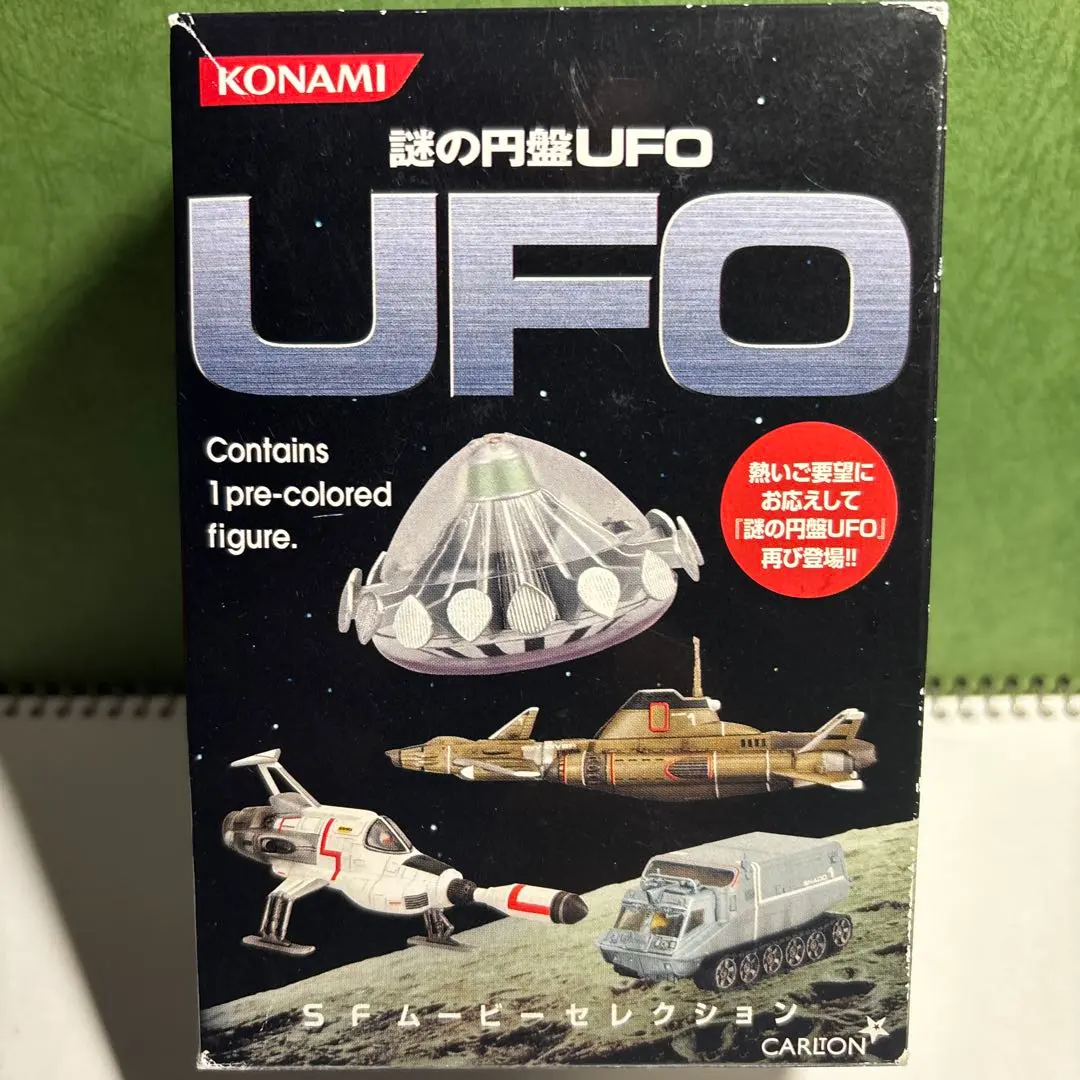 KONAMI
謎の円盤UFO
UFO
Contains
1 pre-colored
figure.
熱いご要望に
お応えして
『謎の円盤UFO』
再び登場!!
SHADO 1
SFムービーセレクション
CARLTON